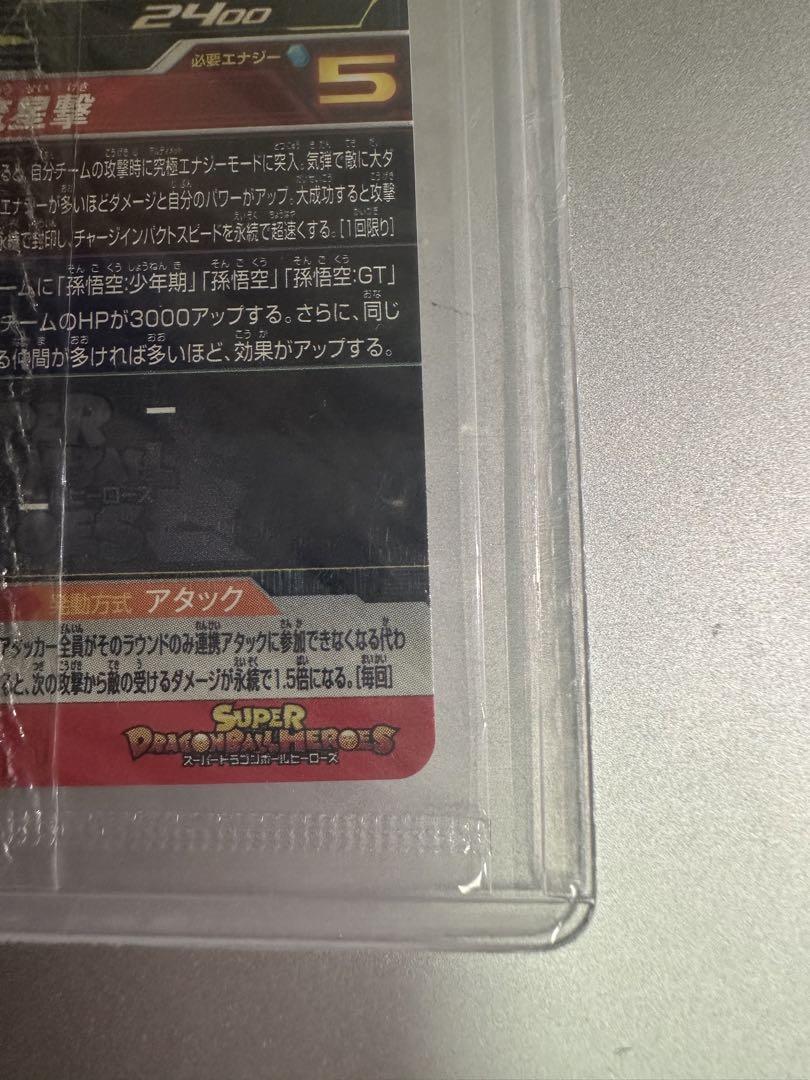 2400
必要エナジー 5
星撃
ると、自分チームの攻撃時に究極エナジーモードに突入。気弾で敵に大ダ
エナジーが多いほどダメージと自分のパワーがアップ。大成功すると攻撃
永続で封印し、チャージインパクトスピードを永続で超速くする。[1回限り]
ームに「孫悟空:少年期」「孫悟空」「孫悟空:GT」
チームのHPが3000アップする。さらに、同じ
る仲間が多ければ多いほど、効果がアップする。
発動方式 アタック
アタッカー全員がそのラウンドのみ連携アタックに参加できなくなる代わ
ると、次の攻撃から敵の受けるダメージが永続で1.5倍になる。[毎回]
SUPER
DRAGONBALL HEROES
スーパードラゴンボールヒーローズ